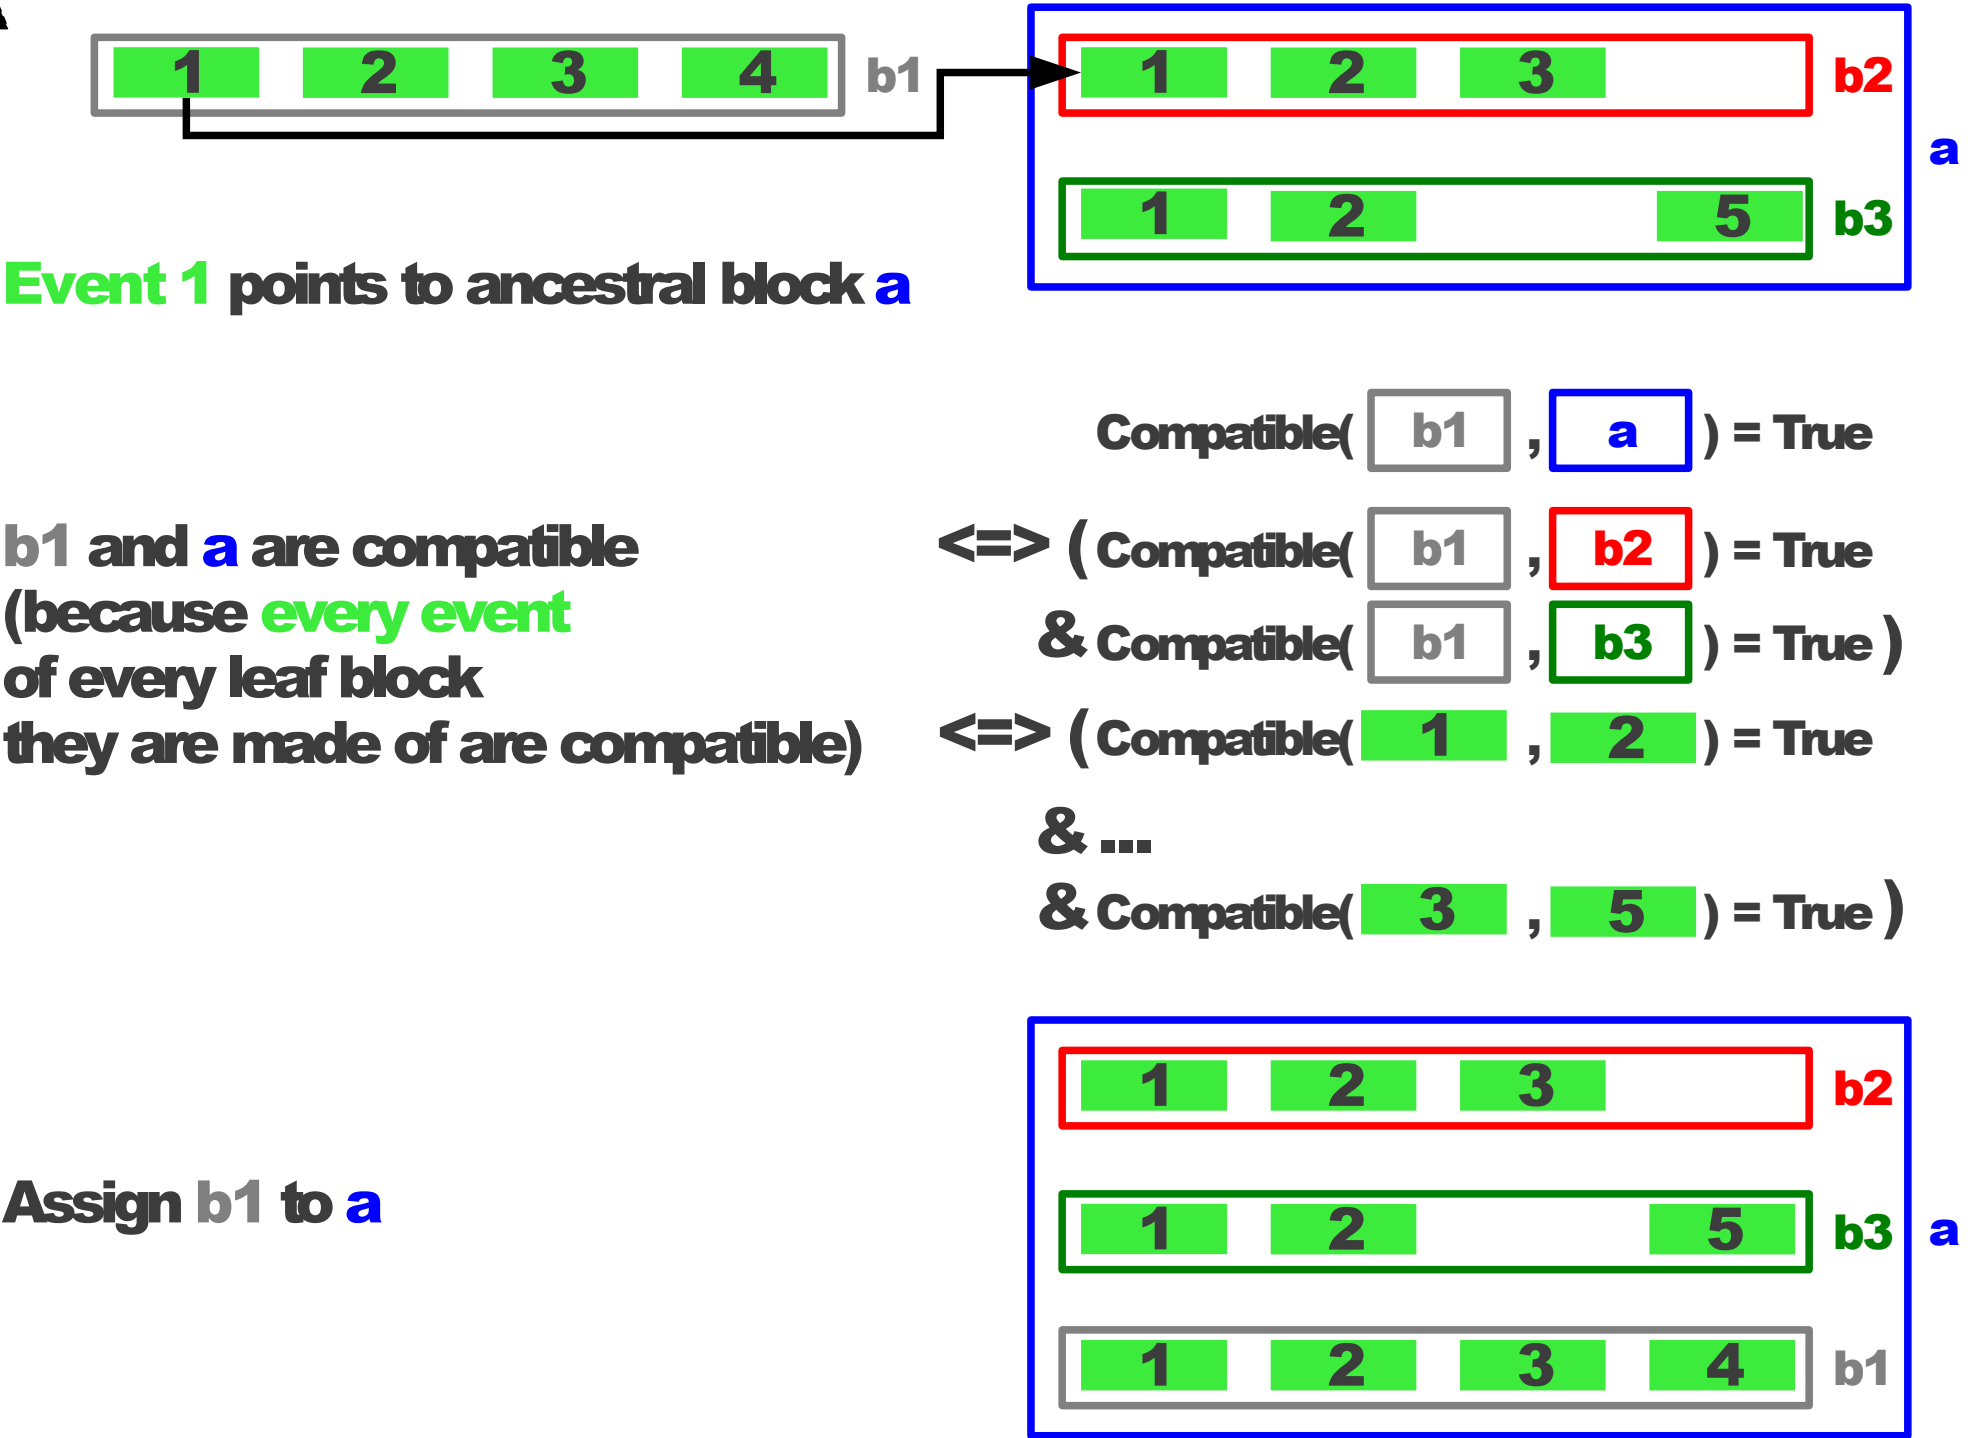 1 2 3 4 b1
1 2 3 b2
a
1 2 5 b3
Event 1 points to ancestral block a
Compatible( b1 , a ) = True
b1 and a are compatible
(because every event
of every leaf block
they are made of are compatible)
<=> ( Compatible( b1 , b2 ) = True
& Compatible( b1 , b3 ) = True )
<=> ( Compatible( 1 , 2 ) = True
& ...
& Compatible( 3 , 5 ) = True )
1 2 3 b2
Assign b1 to a
1 2 5 b3 a
1 2 3 4 b1